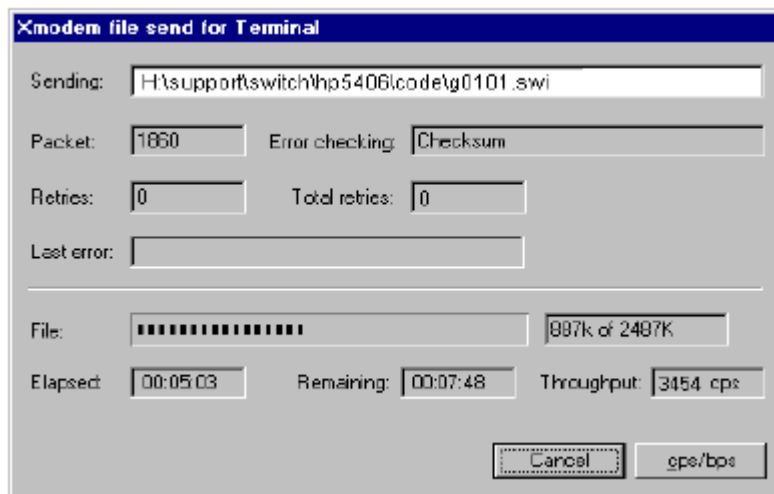 Xmodem file send for Terminal
Sending: H:\support\switch\hp5406\code\g0101.swi
Packet: 1860 Error checking: Checksum
Retries: 0 Total retries: 0
Last error:
File: 887k of 2487K
Elapsed: 00:05:03 Remaining: 00:07:48 Throughput: 3454 cps
Cancel cps/bps